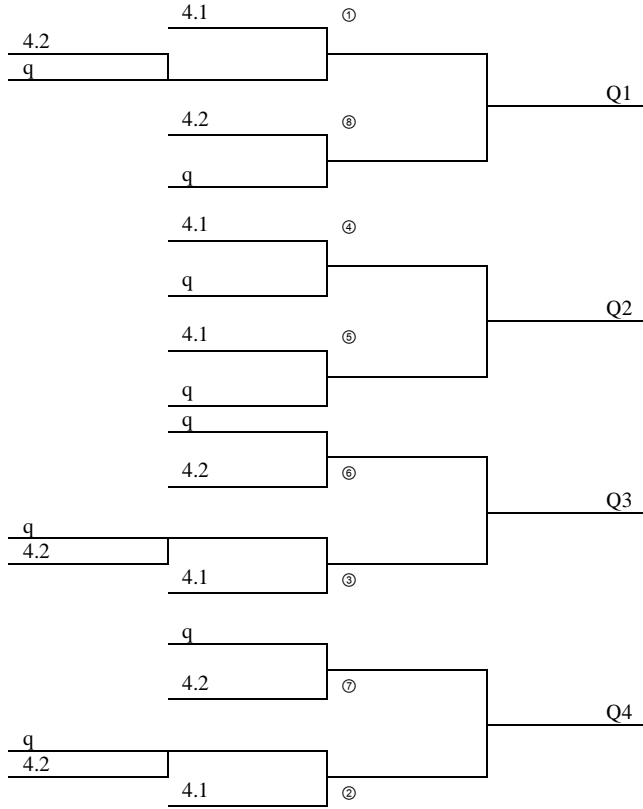 4.1 ①
4.2
q
Q1
4.2 ⑧
q
4.1 ④
q
Q2
4.1 ⑤
q
q
4.2 ⑥
Q3
q
4.2
4.1 ③
q
4.2 ⑦
Q4
q
4.2
4.1 ②